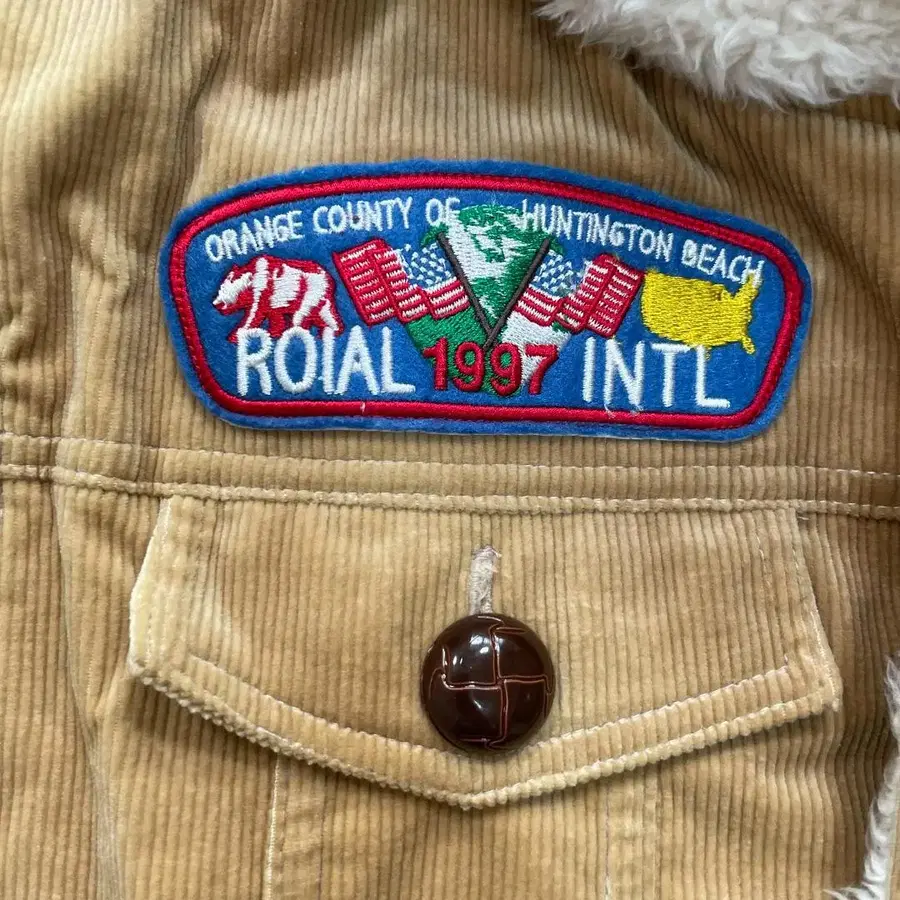 ORANGE COUNTY OF HUNTINGTON BEACH
ROIAL 1997 INTL